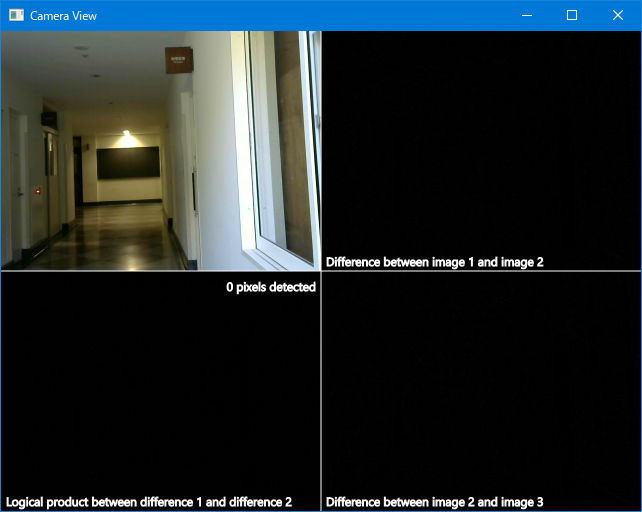 Camera View
Difference between image 1 and image 2
0 pixels detected
Logical product between difference 1 and difference 2
Difference between image 2 and image 3